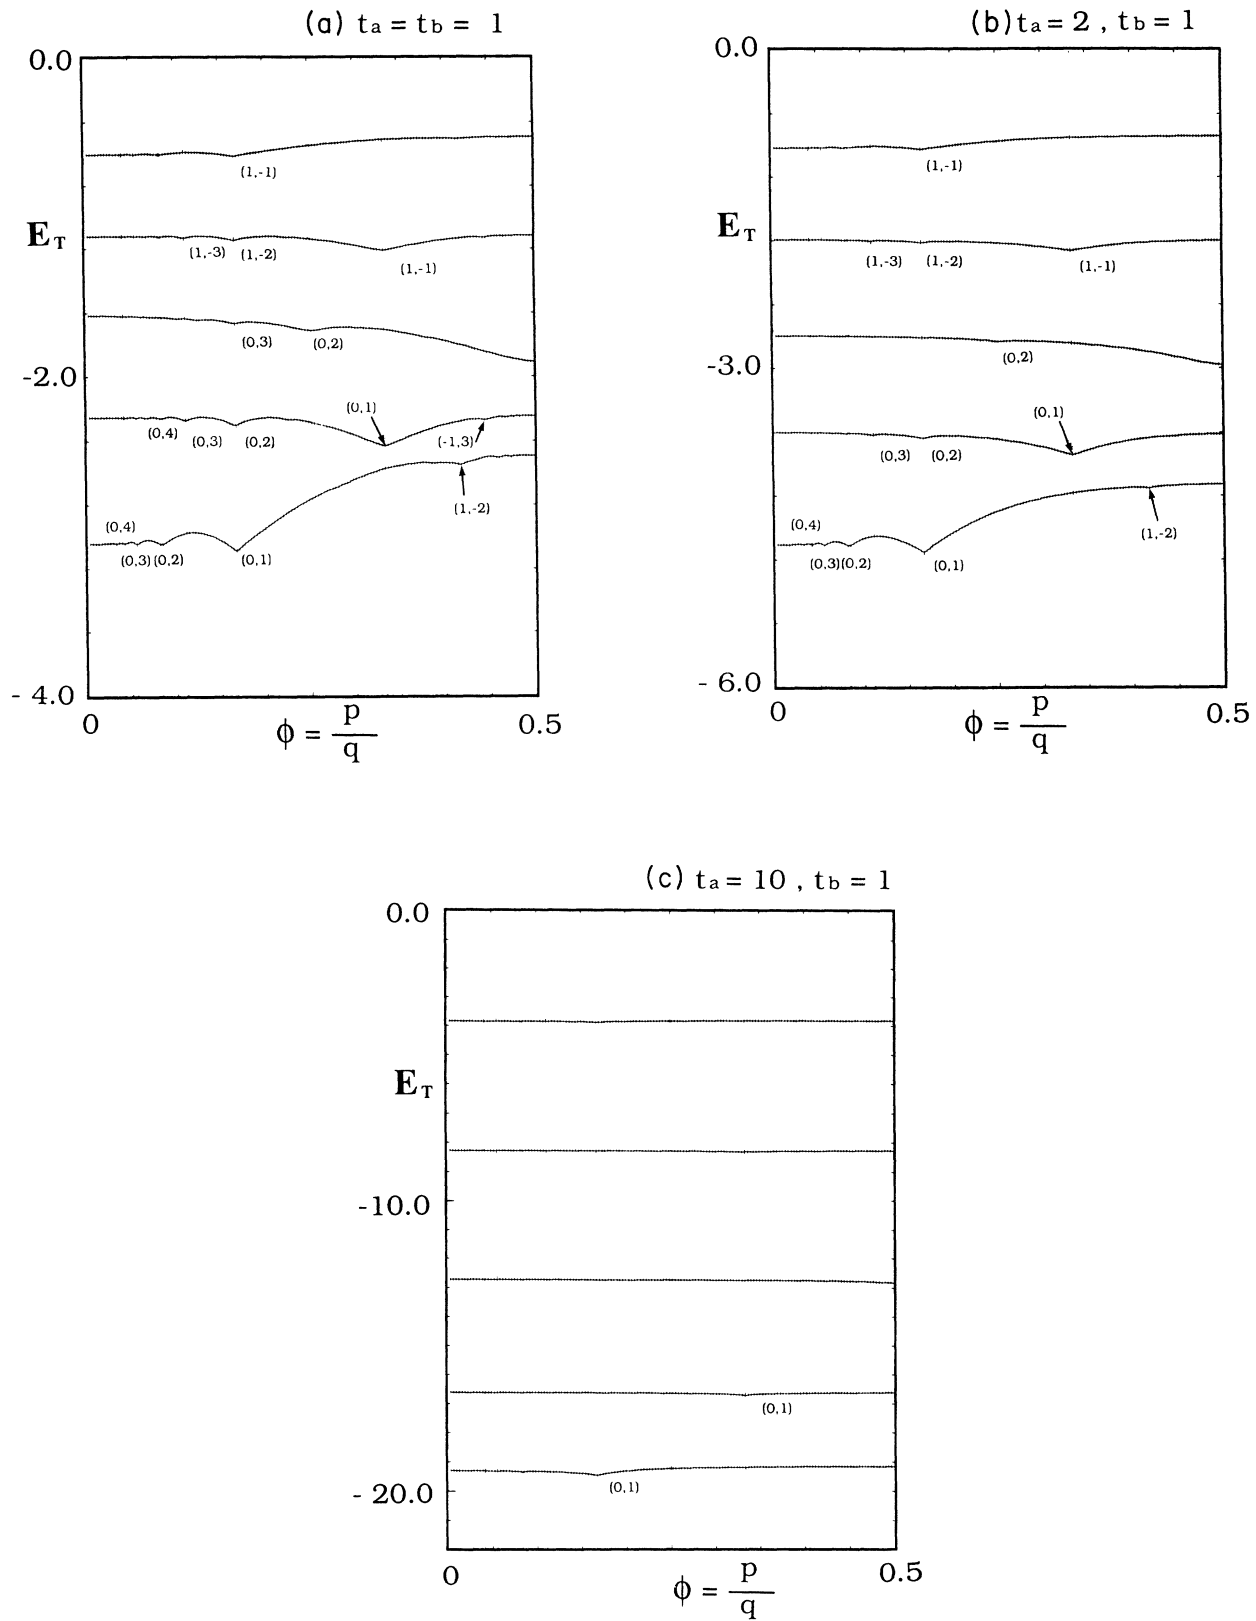 (a) ta = tb = 1
0.0
(1,-1)
ET
(1,-3) (1,-2)
(1,-1)
(0,3) (0,2)
-2.0
(0,1)
(0,4) (0,3) (0,2)
(-1,3)
(1,-2)
(0,4)
(0,3) (0,2) (0,1)
- 4.0
0
0.5
ϕ = p
q
(b) ta = 2 , tb = 1
0.0
(1,-1)
ET
(1,-3) (1,-2) (1,-1)
(0,2)
-3.0
(0,1)
(0,3) (0,2)
(0,4)
(1,-2)
(0,3)(0,2) (0,1)
- 6.0
0
0.5
ϕ = p
q
(c) ta = 10 , tb = 1
0.0
ET
-10.0
(0,1)
(0,1)
- 20.0
0
0.5
ϕ = p
q